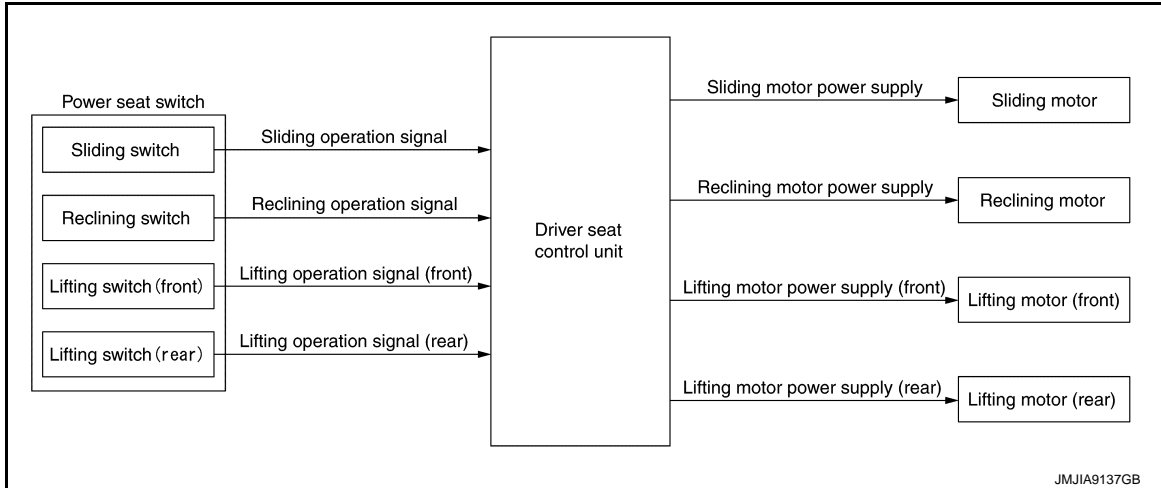 Power seat switch
Sliding switch
Reclining switch
Lifting switch (front)
Lifting switch (rear)
Sliding operation signal
Reclining operation signal
Lifting operation signal (front)
Lifting operation signal (rear)
Driver seat
control unit
Sliding motor power supply
Reclining motor power supply
Lifting motor power supply (front)
Lifting motor power supply (rear)
Sliding motor
Reclining motor
Lifting motor (front)
Lifting motor (rear)
JMJIA9137GB